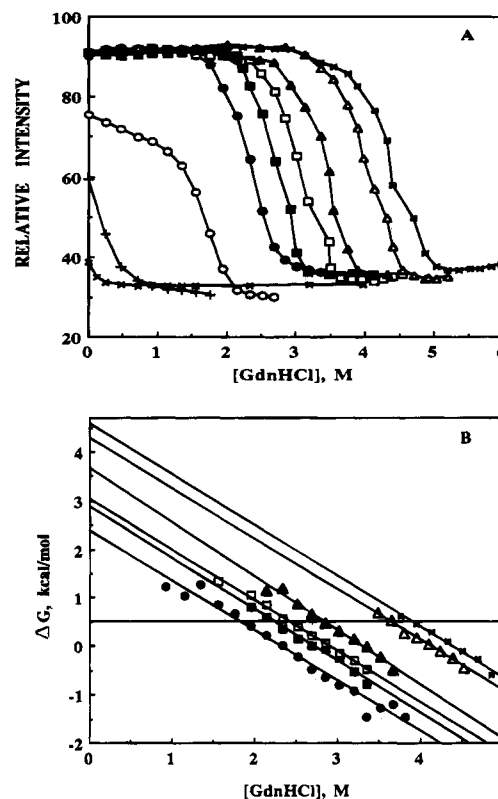 100
A
80
60
40
20
RELATIVE INTENSITY
0 1 2 3 4 5 6
[GdnHCl], M
B
4
3
2
1
0
-1
-2
ΔG, kcal/mol
0 1 2 3 4
[GdnHCl], M